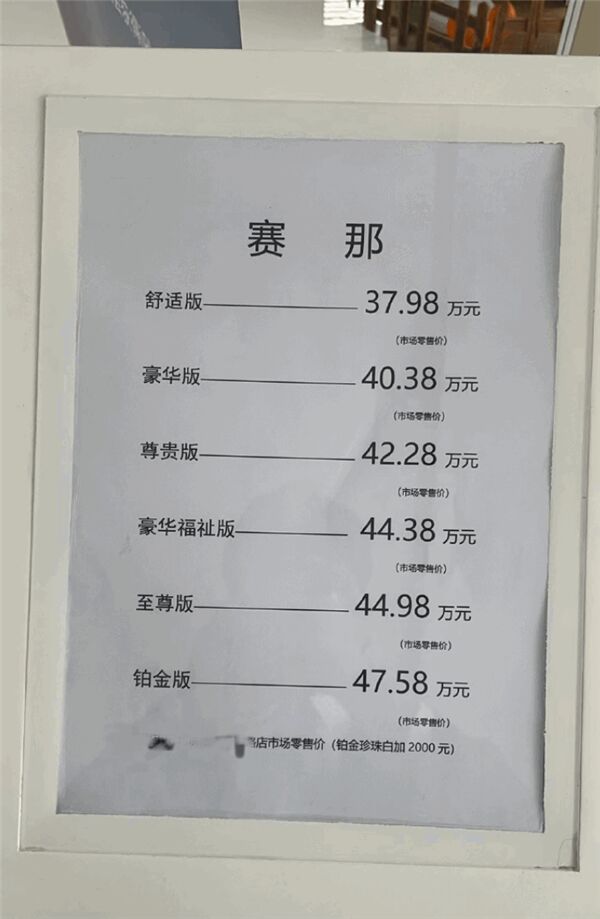 赛 那
舒适版 37.98 万元
(市场零售价)
豪华版 40.38 万元
(市场零售价)
尊贵版 42.28 万元
(市场零售价)
豪华福祉版 44.38 万元
(市场零售价)
至尊版 44.98 万元
(市场零售价)
铂金版 47.58 万元
(市场零售价)
店市场零售价（铂金珍珠白加 2000 元）